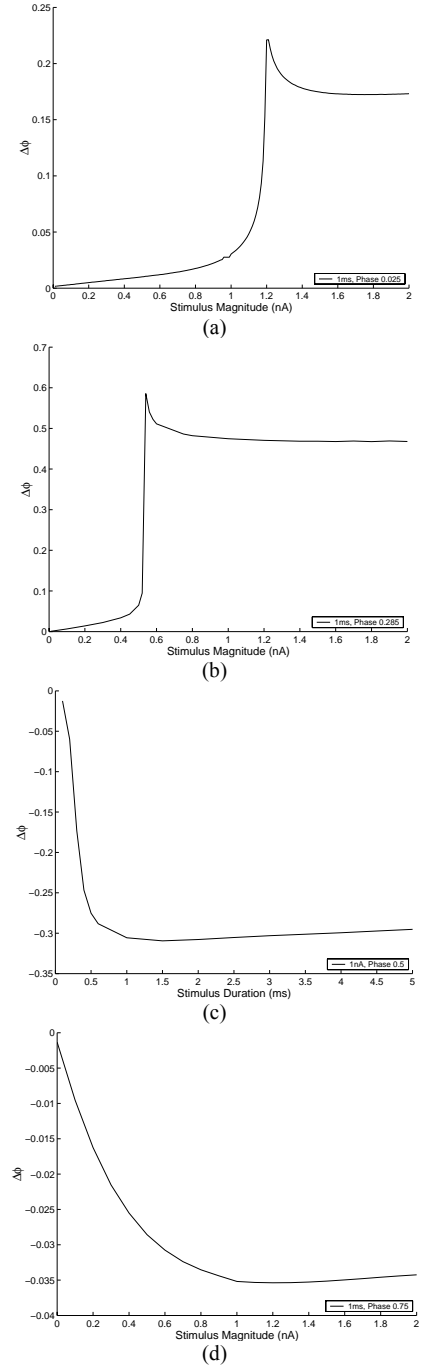 0.25
0.2
0.15
Δϕ
0.1
0.05
0
1ms, Phase 0.025
0 0.2 0.4 0.6 0.8 1 1.2 1.4 1.6 1.8 2
Stimulus Magnitude (nA)
(a)
0.7
0.6
0.5
0.4
Δϕ
0.3
0.2
0.1
0
1ms, Phase 0.285
0 0.2 0.4 0.6 0.8 1 1.2 1.4 1.6 1.8 2
Stimulus Magnitude (nA)
(b)
0
−0.05
−0.1
−0.15
Δϕ
−0.2
−0.25
−0.3
−0.35
1nA, Phase 0.5
0 0.5 1 1.5 2 2.5 3 3.5 4 4.5 5
Stimulus Duration (ms)
(c)
0
−0.005
−0.01
−0.015
Δϕ
−0.02
−0.025
−0.03
−0.035
−0.04
1ms, Phase 0.75
0 0.2 0.4 0.6 0.8 1 1.2 1.4 1.6 1.8 2
Stimulus Magnitude (nA)
(d)